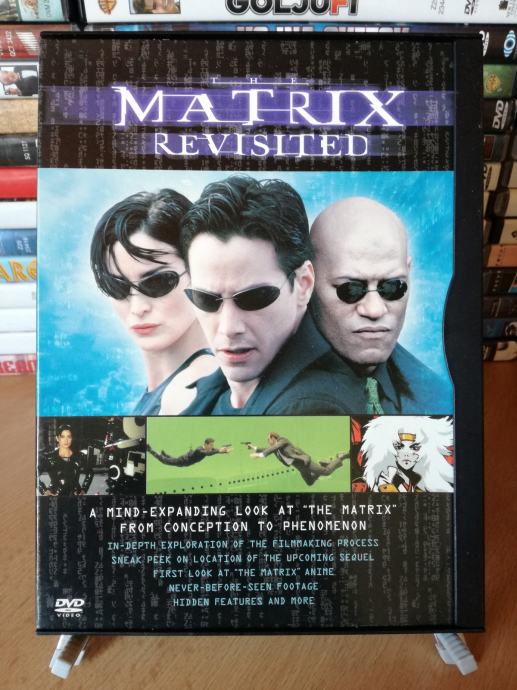 GOLJUFI
THE
MATRIX
REVISITED
A MIND-EXPANDING LOOK AT "THE MATRIX"
FROM CONCEPTION TO PHENOMENON
IN-DEPTH EXPLORATION OF THE FILMMAKING PROCESS
SNEAK PEEK ON LOCATION OF THE UPCOMING SEQUEL
FIRST LOOK AT "THE MATRIX" ANIME
NEVER-BEFORE-SEEN FOOTAGE
HIDDEN FEATURES AND MORE
DVD
VIDEO